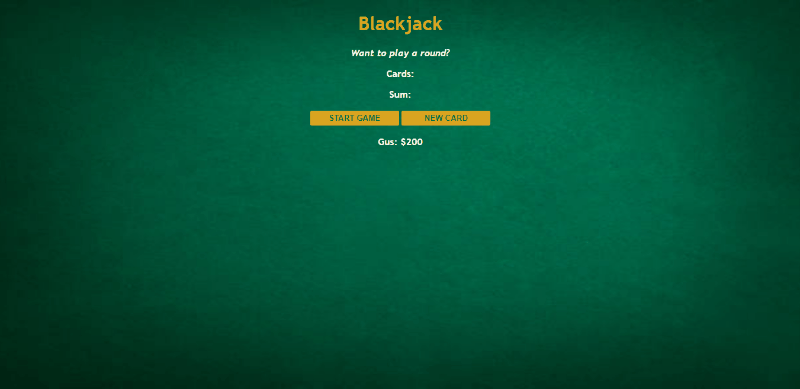 Blackjack
Want to play a round?
Cards:
Sum:
START GAME NEW CARD
Gus: $200